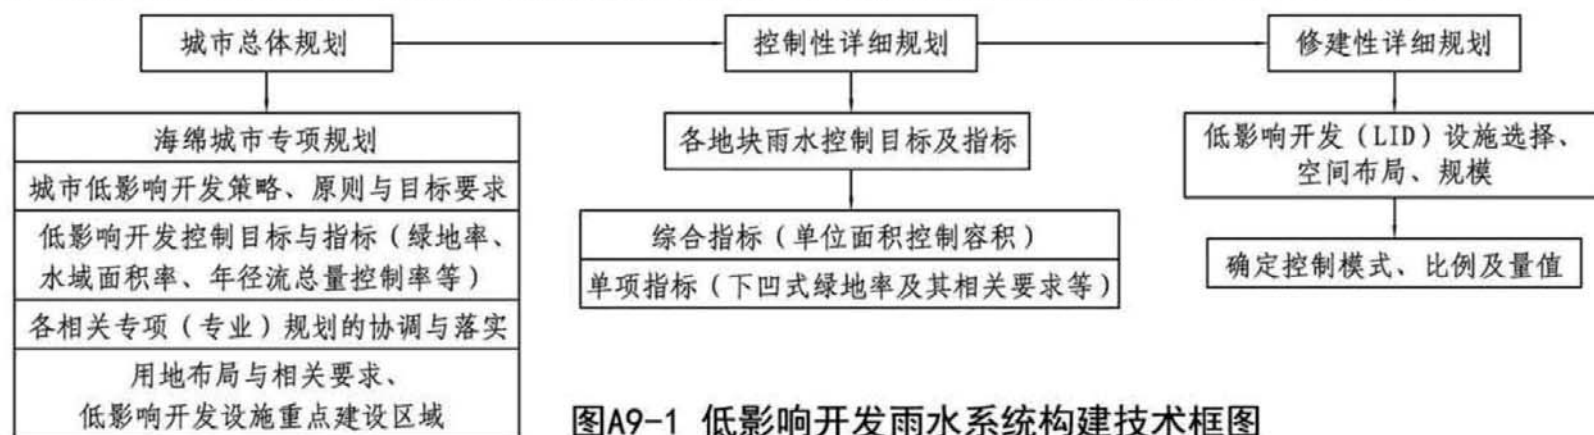 城市总体规划
控制性详细规划
修建性详细规划
海绵城市专项规划
城市低影响开发策略、原则与目标要求
低影响开发控制目标与指标（绿地率、
水域面积率、年径流总量控制率等）
各相关专项（专业）规划的协调与落实
用地布局与相关要求、
低影响开发设施重点建设区域
各地块雨水控制目标及指标
综合指标（单位面积控制容积）
单项指标（下凹式绿地率及其相关要求等）
低影响开发（LID）设施选择、
空间布局、规模
确定控制模式、比例及量值
图A9-1 低影响开发雨水系统构建技术框图